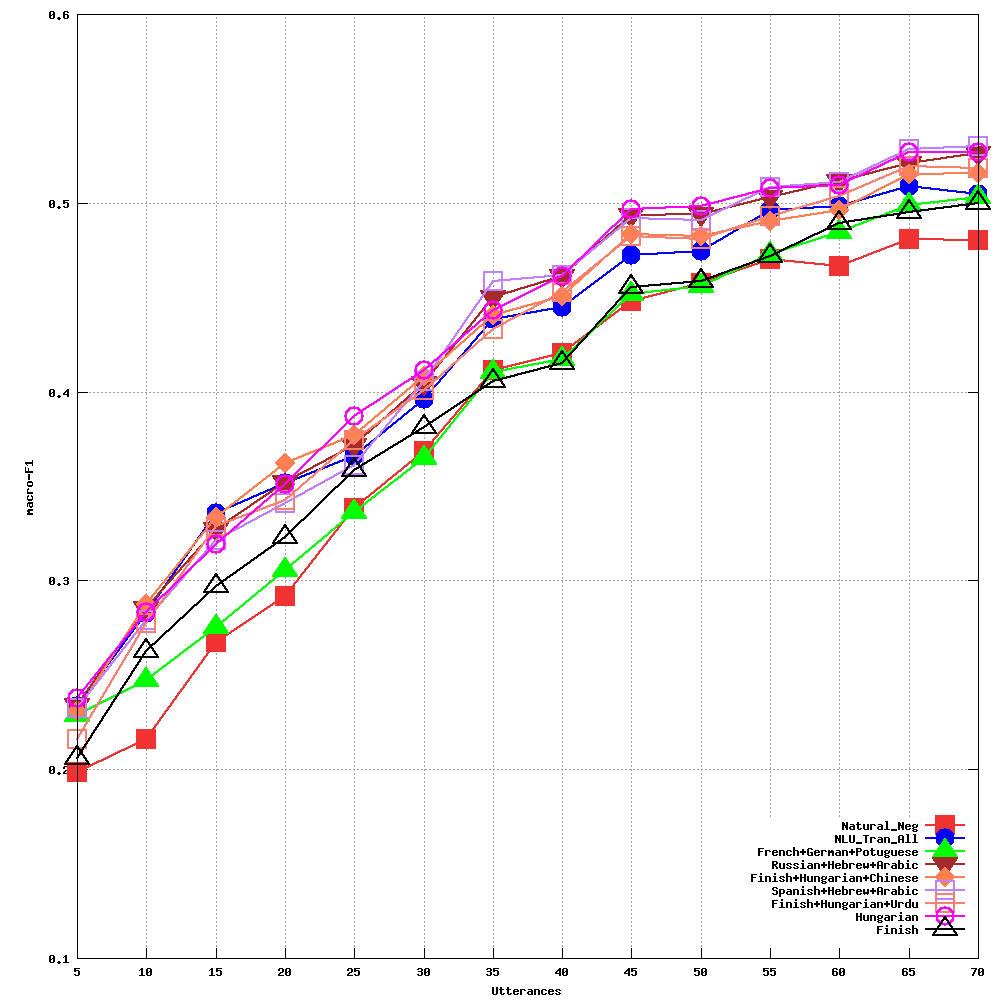 0.6
0.5
0.4
0.3
0.2
0.1
macro-F1
5 10 15 20 25 30 35 40 45 50 55 60 65 70
Utterances
Natural_Neg
NLU_Tran_All
French+German+Potuguese
Russian+Hebrew+Arabic
Finish+Hungarian+Chinese
Spanish+Hebrew+Arabic
Finish+Hungarian+Urdu
Hungarian
Finish